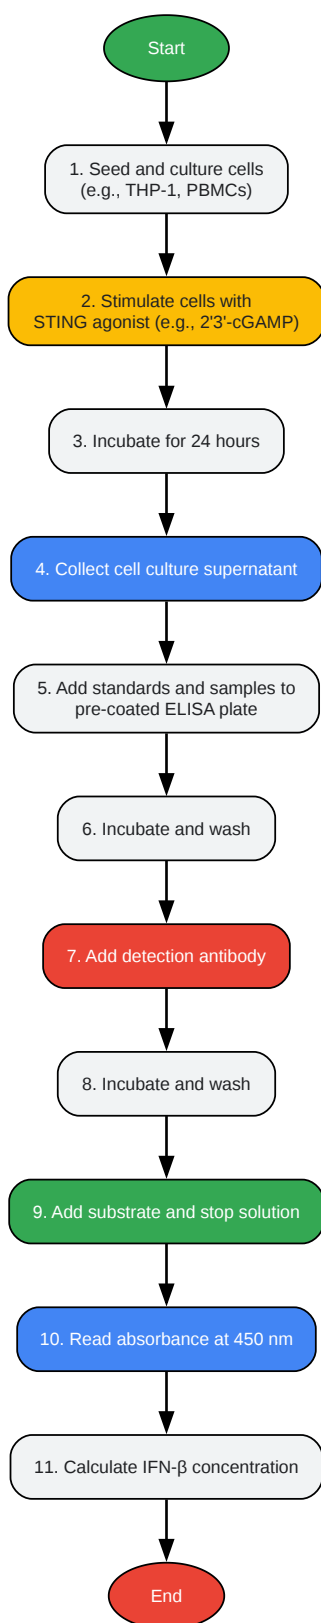 Start
1. Seed and culture cells
(e.g., THP-1, PBMCs)
2. Stimulate cells with
STING agonist (e.g., 2'3'-cGAMP)
3. Incubate for 24 hours
4. Collect cell culture supernatant
5. Add standards and samples to
pre-coated ELISA plate
6. Incubate and wash
7. Add detection antibody
8. Incubate and wash
9. Add substrate and stop solution
10. Read absorbance at 450 nm
11. Calculate IFN-β concentration
End